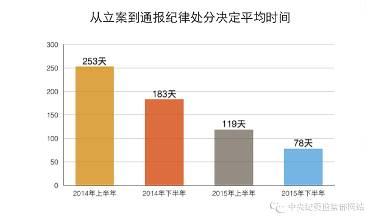 从立案到通报纪律处分决定平均时间
300
250
200
150
100
50
0
253天
183天
119天
78天
2014年上半年
2014年下半年
2015年上半年
2015年下半年
中央纪委监察部网站